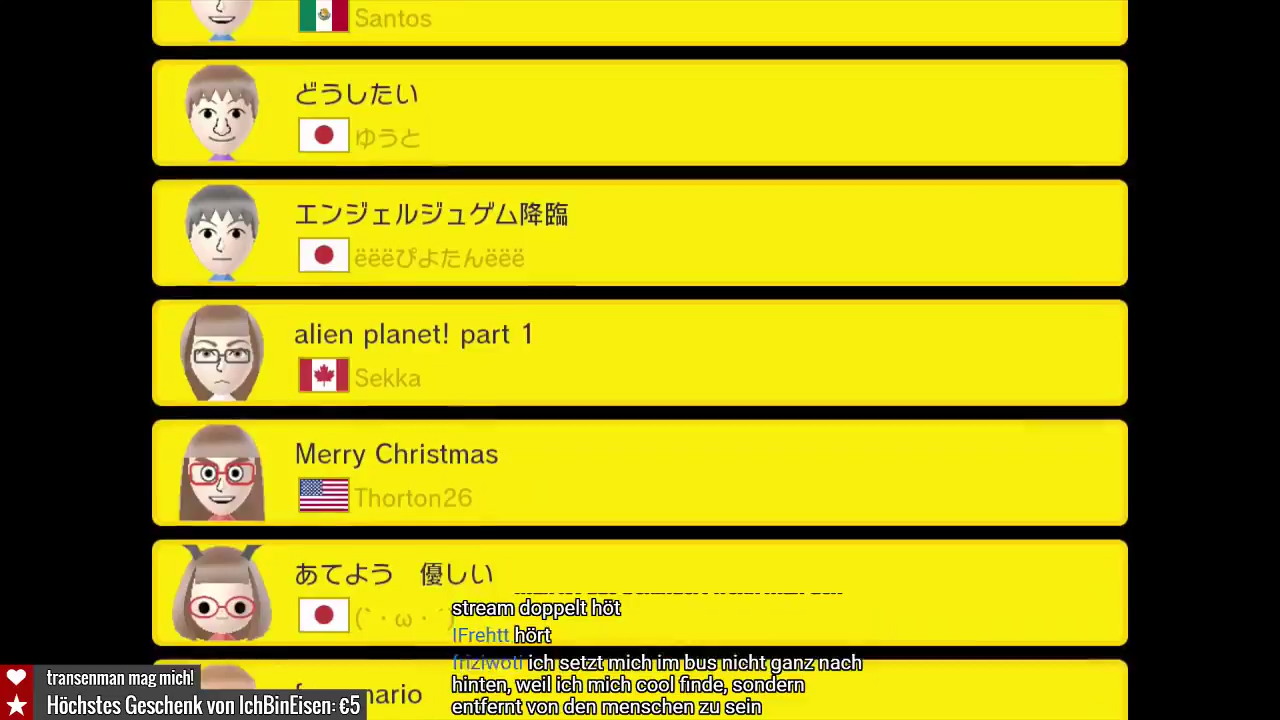 Santos
どうしたい
ゆうと
エンジェルジュゲム降臨
ëëëぴよたんëëë
alien planet! part 1
Sekka
Merry Christmas
Thorton26
あてよう　優しい
(`・ω・´)
stream doppelt höt
lFrehtt hört
friziwoti ich setzt mich im bus nicht ganz nach
hinten, weil ich mich cool finde, sondern
entfernt von den menschen zu sein
transenman mag mich!
Höchstes Geschenk von IchBinEisen: €5